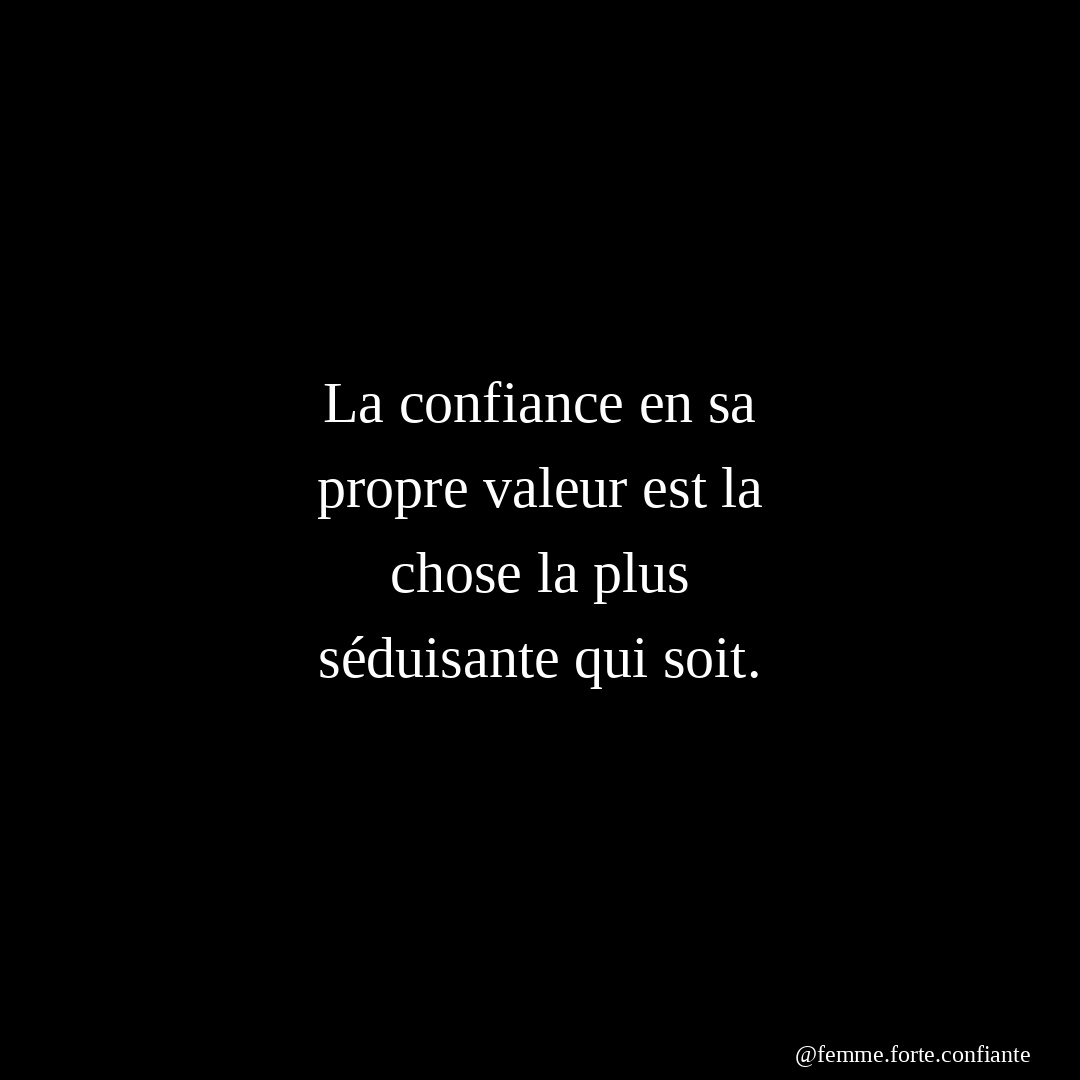 La confiance en sa
propre valeur est la
chose la plus
séduisante qui soit.
@femme.forte.confiante